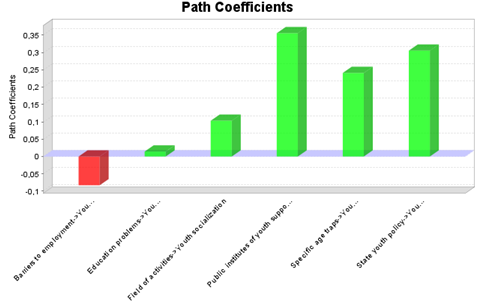 Path Coefficients
Path Coefficients
0,35
0,3
0,25
0,2
0,15
0,1
0,05
0
-0,05
-0,1
Barriers to employment->You...
Education problems->You...
Field of activities->Youth socialization
Public institutes of youth suppo...
Specific age traps->You...
State youth policy->You...